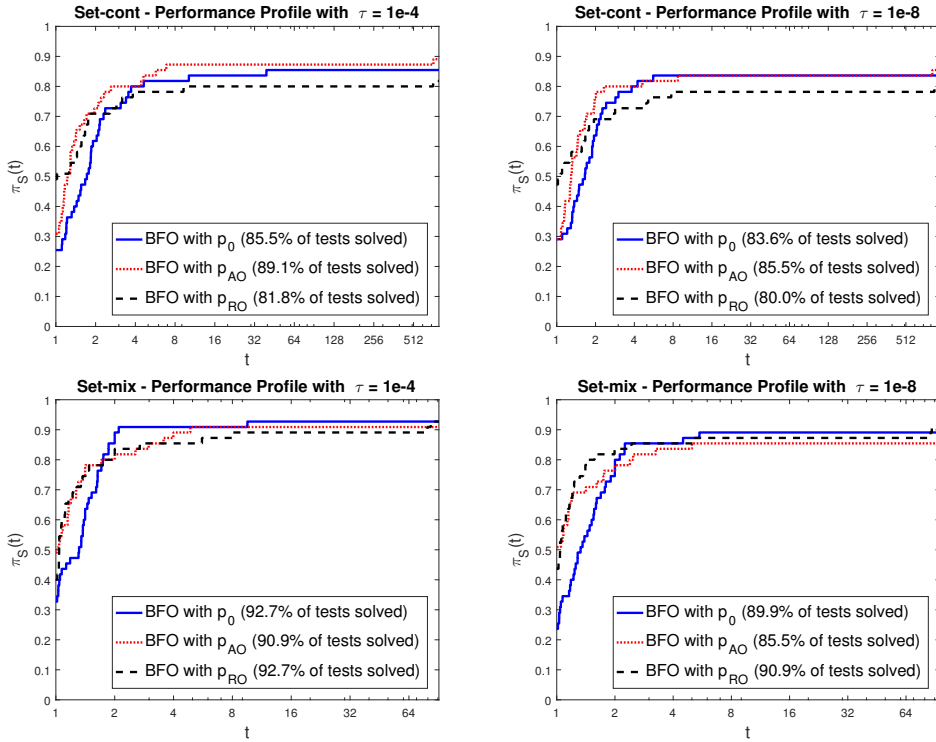 Set-cont - Performance Profile with τ = 1e-4
1
0.9
0.8
0.7
0.6
0.5
0.4
0.3
0.2
0.1
0
π_S(t)
BFO with p_0 (85.5% of tests solved)
BFO with p_AO (89.1% of tests solved)
BFO with p_RO (81.8% of tests solved)
1 2 4 8 16 32 64 128 256 512
t
Set-cont - Performance Profile with τ = 1e-8
1
0.9
0.8
0.7
0.6
0.5
0.4
0.3
0.2
0.1
0
π_S(t)
BFO with p_0 (83.6% of tests solved)
BFO with p_AO (85.5% of tests solved)
BFO with p_RO (80.0% of tests solved)
1 2 4 8 16 32 64 128 256 512
t
Set-mix - Performance Profile with τ = 1e-4
1
0.9
0.8
0.7
0.6
0.5
0.4
0.3
0.2
0.1
0
π_S(t)
BFO with p_0 (92.7% of tests solved)
BFO with p_AO (90.9% of tests solved)
BFO with p_RO (92.7% of tests solved)
1 2 4 8 16 32 64
t
Set-mix - Performance Profile with τ = 1e-8
1
0.9
0.8
0.7
0.6
0.5
0.4
0.3
0.2
0.1
0
π_S(t)
BFO with p_0 (89.9% of tests solved)
BFO with p_AO (85.5% of tests solved)
BFO with p_RO (90.9% of tests solved)
1 2 4 8 16 32 64
t